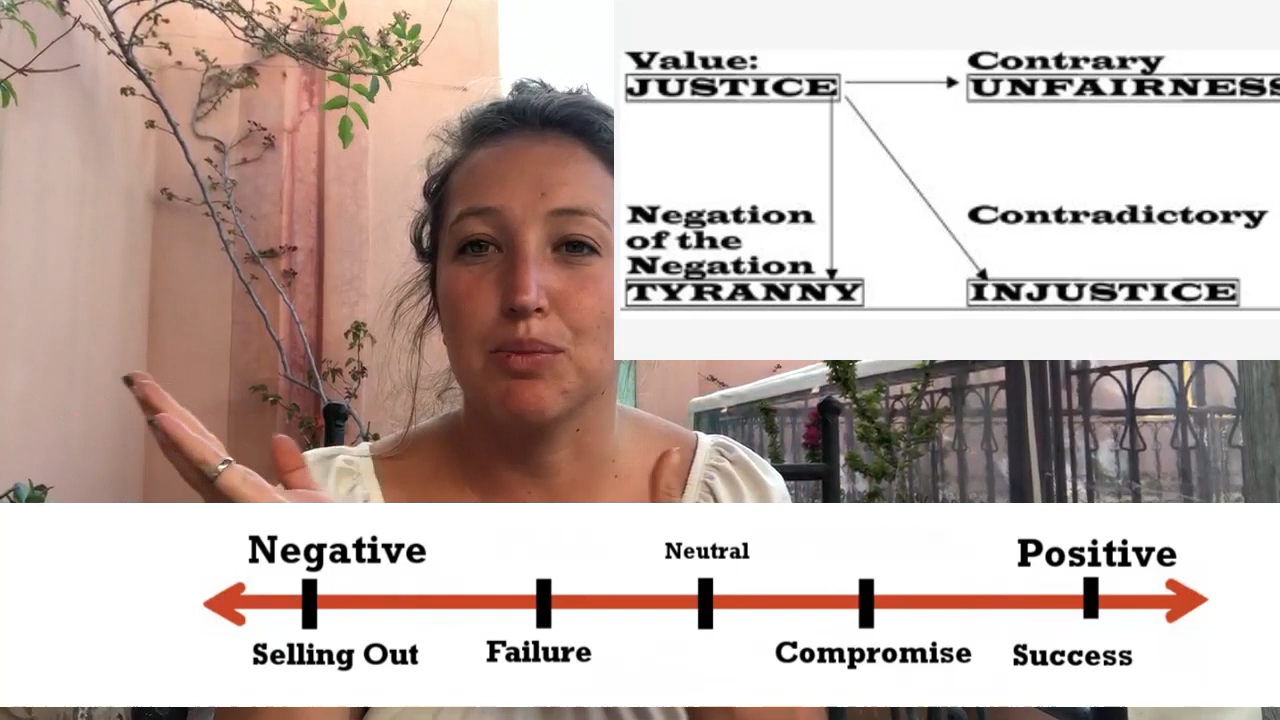 Value:
JUSTICE
Contrary
UNFAIRNESS
Negation
of the
Negation
TYRANNY
Contradictory
INJUSTICE
Negative
Neutral
Positive
Selling Out
Failure
Compromise
Success